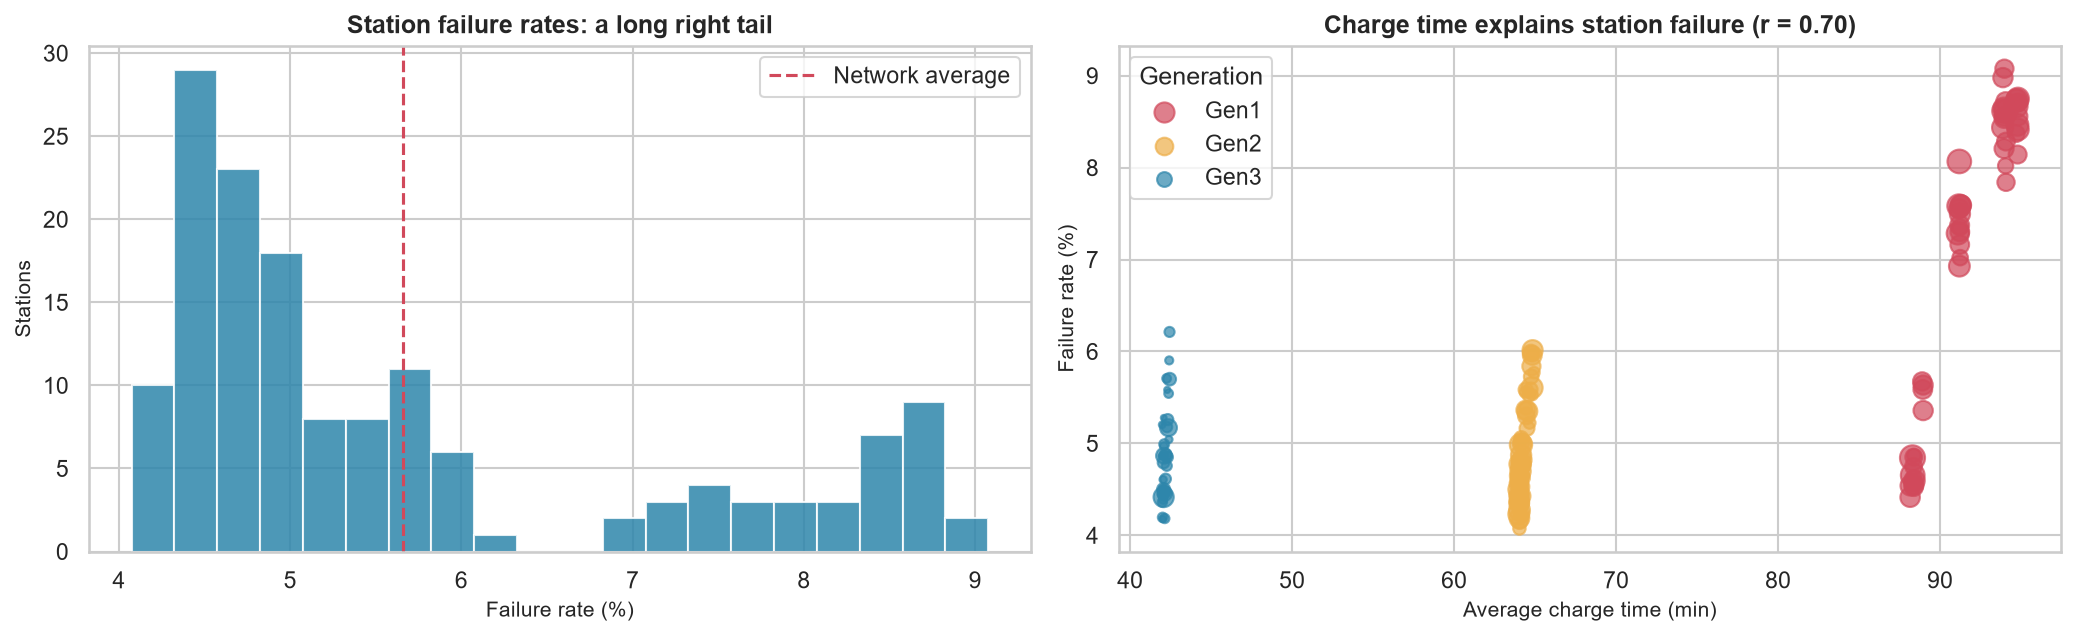 Station failure rates: a long right tail
30
25
20
15
10
5
0
Stations
Network average
4
5
6
7
8
9
Failure rate (%)
Charge time explains station failure (r = 0.70)
9
8
7
6
5
4
Failure rate (%)
Generation
Gen1
Gen2
Gen3
40
50
60
70
80
90
Average charge time (min)